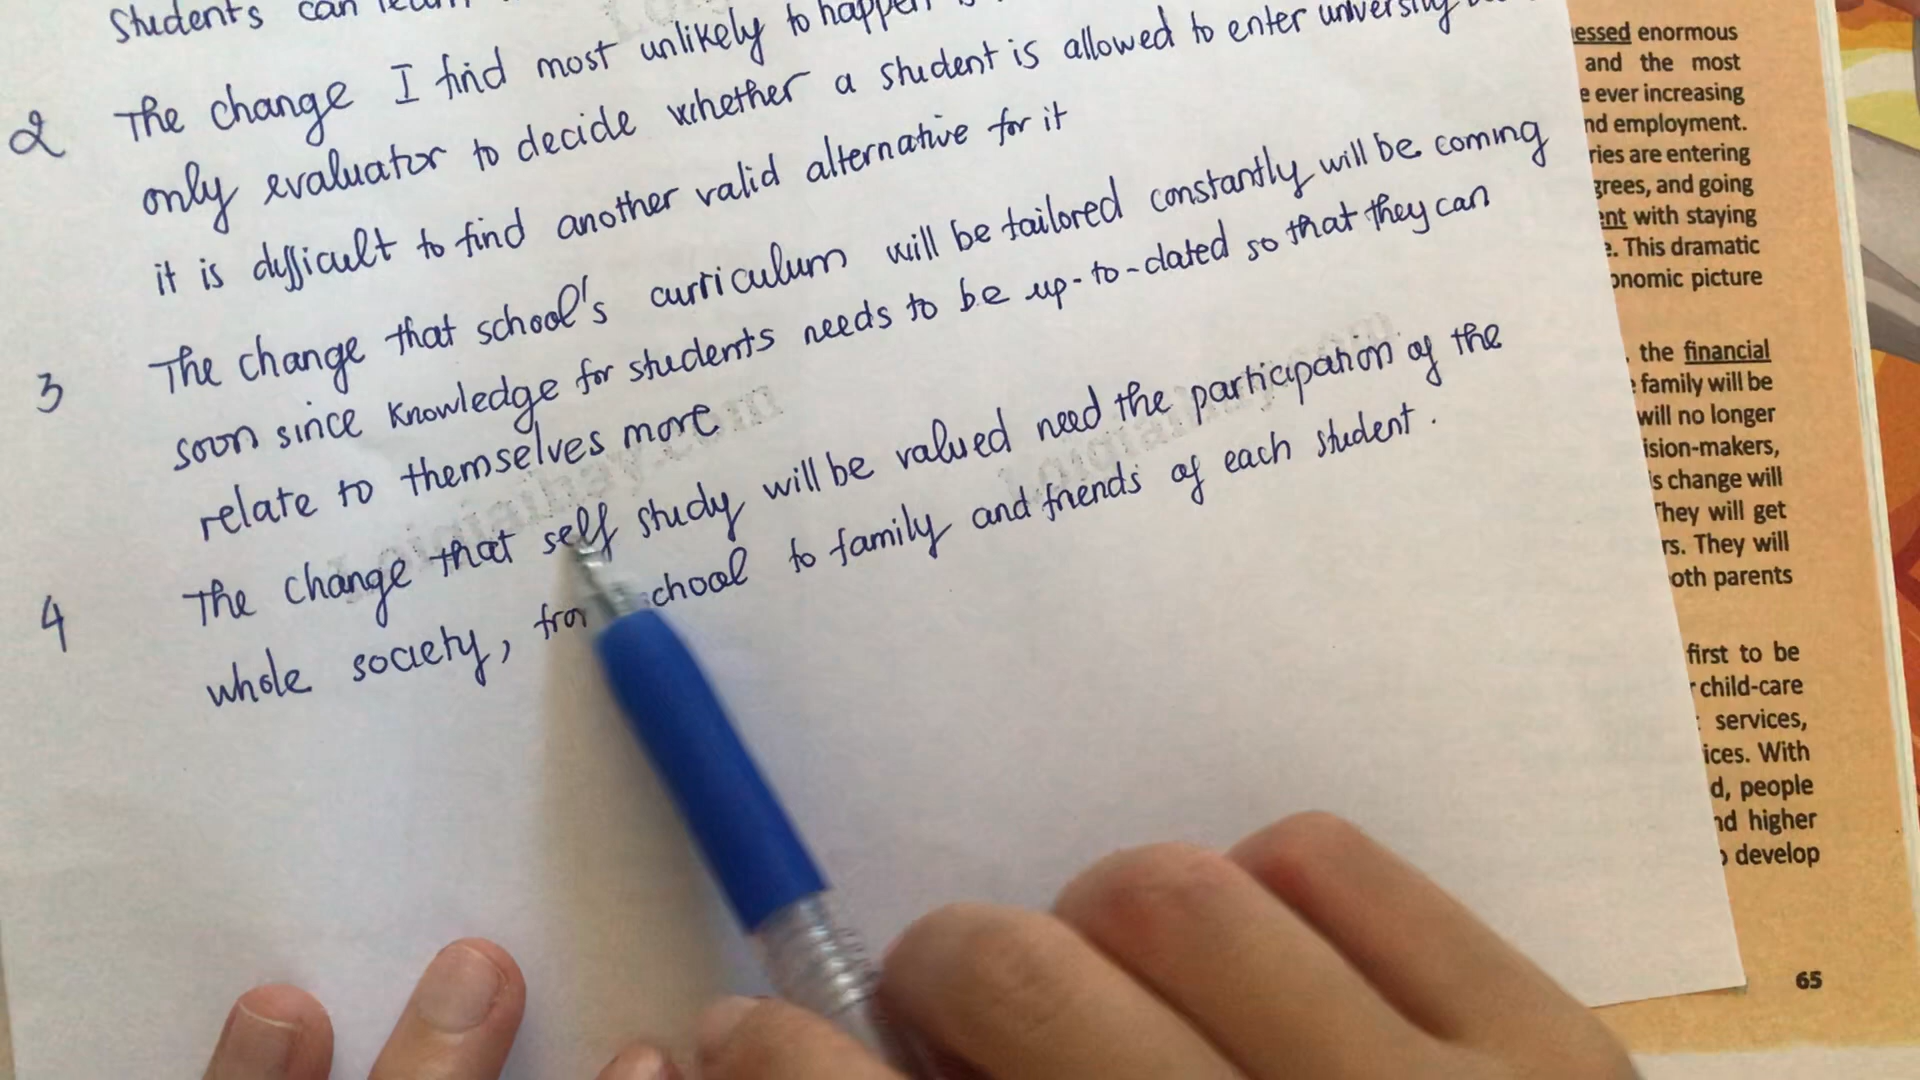 Students can learn
2 The change I find most unlikely to happen
only evaluator to decide whether a student is allowed to enter university
it is difficult to find another valid alternative for it
3 The change that school's curriculum will be tailored constantly will be coming
soon since knowledge for students needs to be up-to-dated so that they can
relate to themselves more
4 The change that self study will be valued need the participation of the
whole society, from school to family and friends of each student.
essed enormous
and the most
e ever increasing
nd employment.
ries are entering
grees, and going
ent with staying
e. This dramatic
onomic picture
, the financial
family will be
will no longer
ision-makers,
s change will
They will get
rs. They will
oth parents
first to be
child-care
services,
ices. With
d, people
nd higher
develop
65